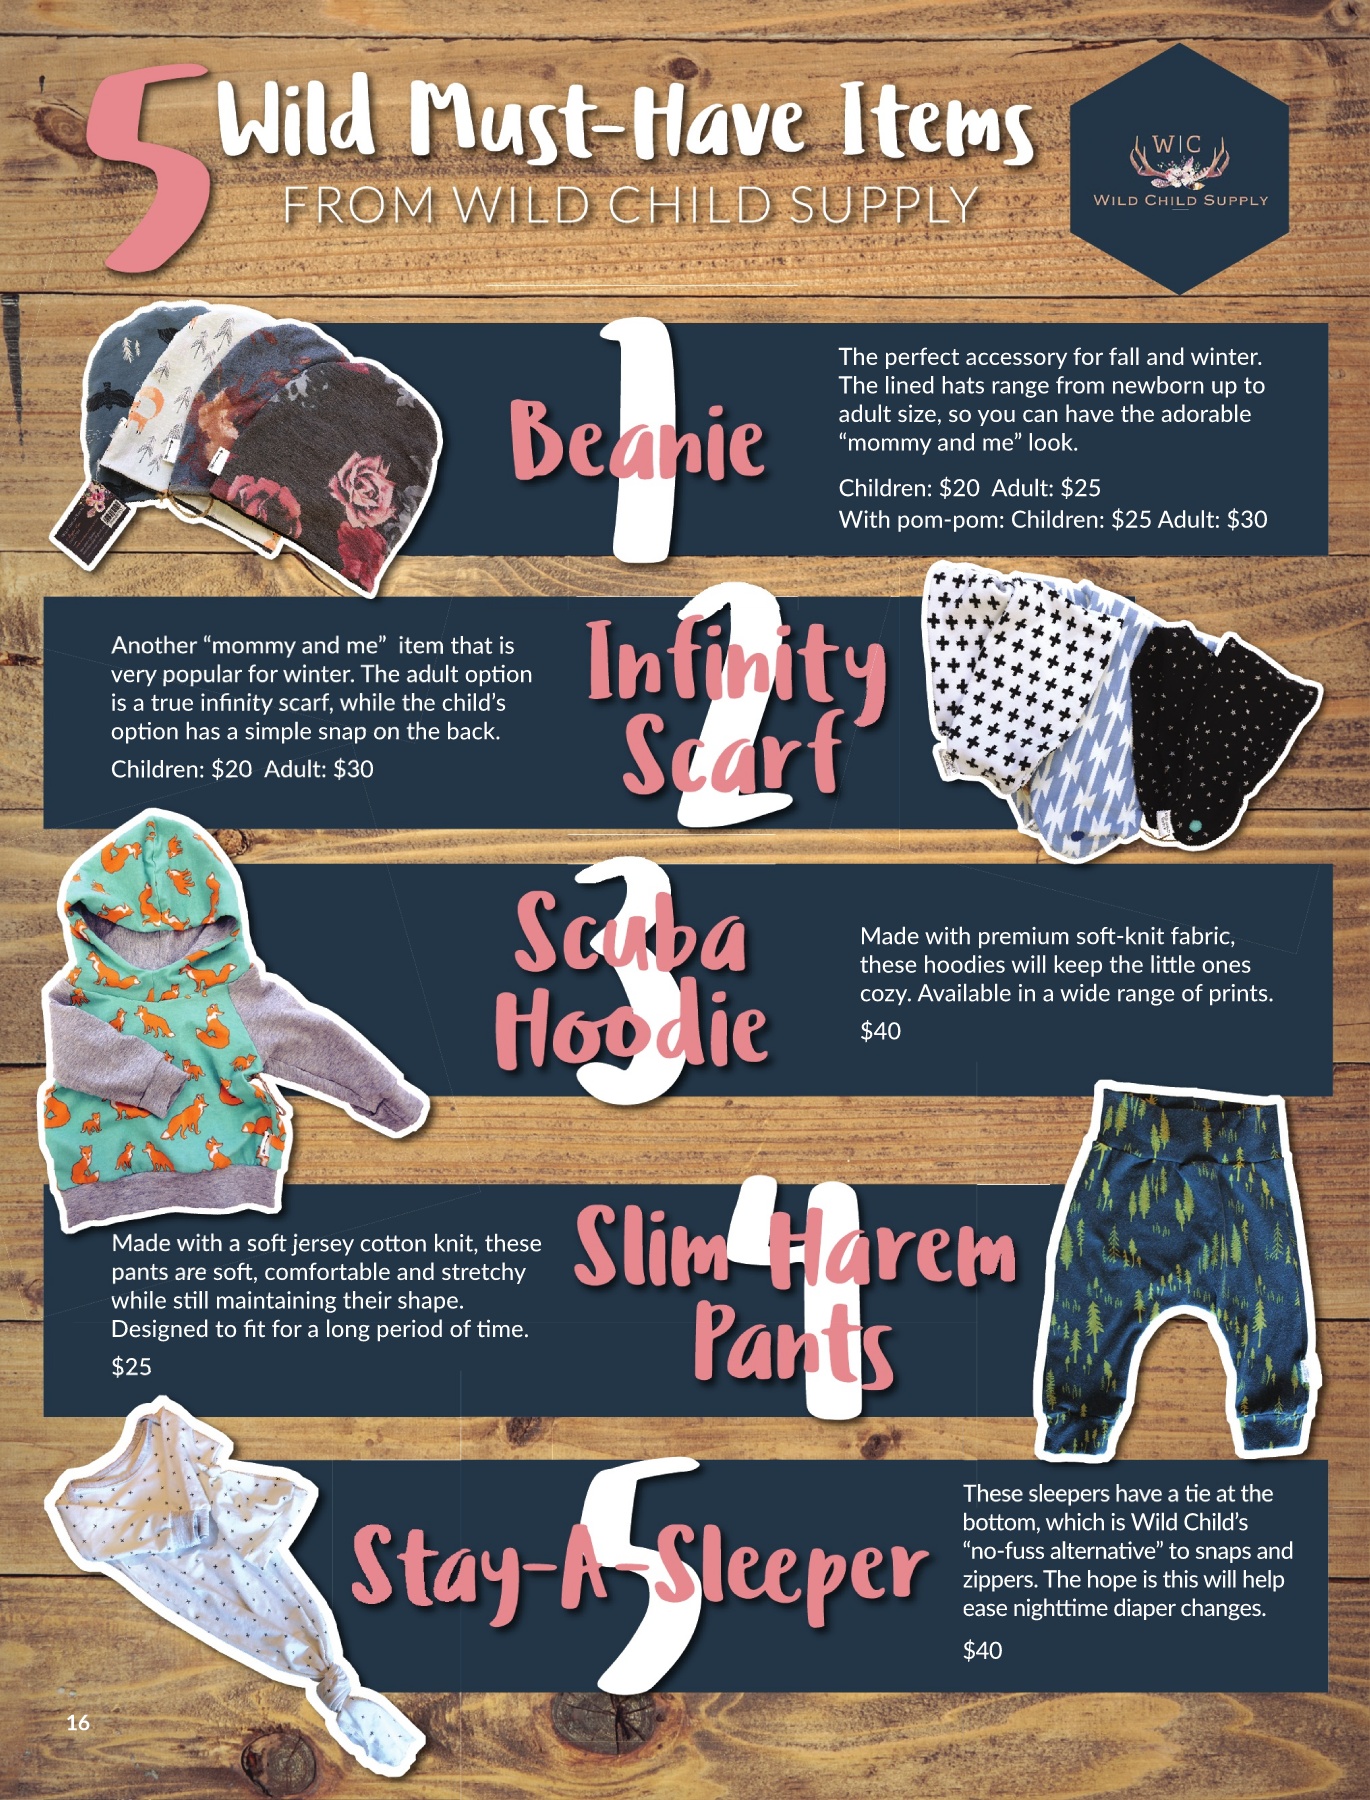 5 Wild Must-Have Items
FROM WILD CHILD SUPPLY
W|C
WILD CHILD SUPPLY
1
Beanie
The perfect accessory for fall and winter.
The lined hats range from newborn up to
adult size, so you can have the adorable
“mommy and me” look.
Children: $20  Adult: $25
With pom-pom: Children: $25 Adult: $30
2
Infinity
Scarf
Another “mommy and me”  item that is
very popular for winter. The adult option
is a true infinity scarf, while the child’s
option has a simple snap on the back.
Children: $20  Adult: $30
3
Scuba
Hoodie
Made with premium soft-knit fabric,
these hoodies will keep the little ones
cozy. Available in a wide range of prints.
$40
4
Slim Harem
Pants
Made with a soft jersey cotton knit, these
pants are soft, comfortable and stretchy
while still maintaining their shape.
Designed to fit for a long period of time.
$25
5
Stay-A-Sleeper
These sleepers have a tie at the
bottom, which is Wild Child’s
“no-fuss alternative” to snaps and
zippers. The hope is this will help
ease nighttime diaper changes.
$40
16